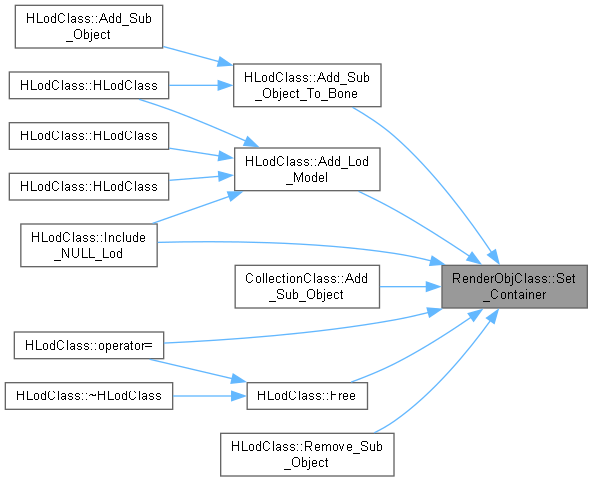 HLodClass::Add_Sub
_Object
HLodClass::HLodClass
HLodClass::HLodClass
HLodClass::HLodClass
HLodClass::Include
_NULL_Lod
HLodClass::operator=
HLodClass::~HLodClass
HLodClass::Add_Sub
_Object_To_Bone
HLodClass::Add_Lod
_Model
CollectionClass::Add
_Sub_Object
HLodClass::Free
HLodClass::Remove_Sub
_Object
RenderObjClass::Set
_Container